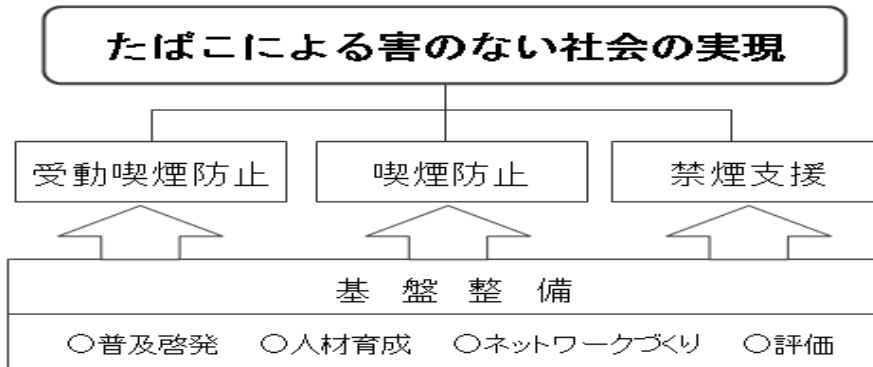 たばこによる害のない社会の実現
受動喫煙防止
喫煙防止
禁煙支援
基盤整備
○普及啓発 ○人材育成 ○ネットワークづくり ○評価